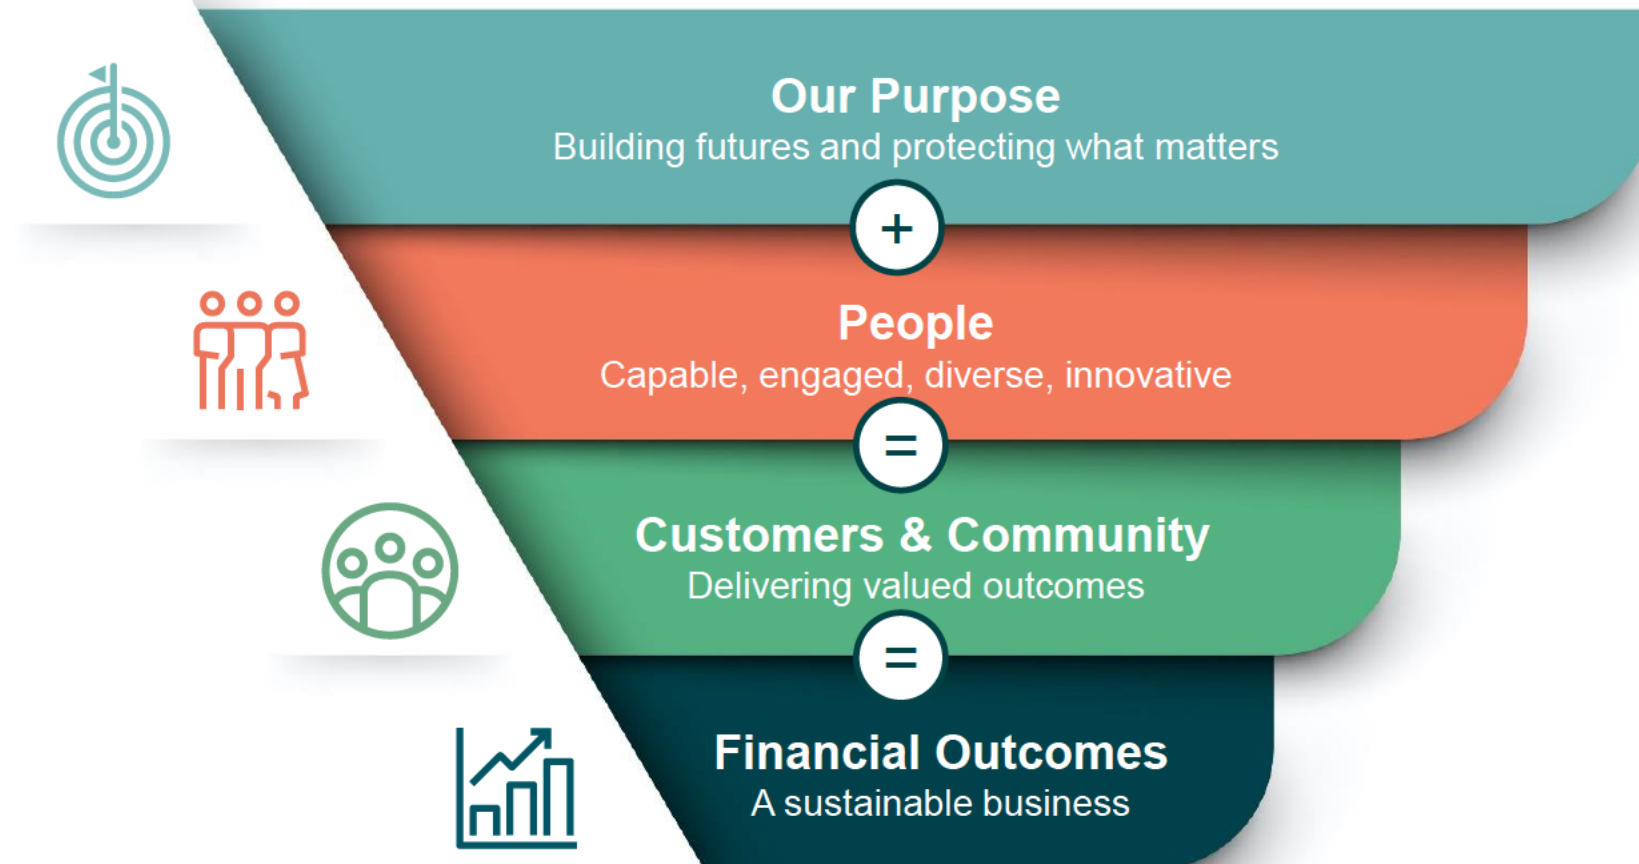 Our Purpose
Building futures and protecting what matters
+
People
Capable, engaged, diverse, innovative
=
Customers & Community
Delivering valued outcomes
=
Financial Outcomes
A sustainable business